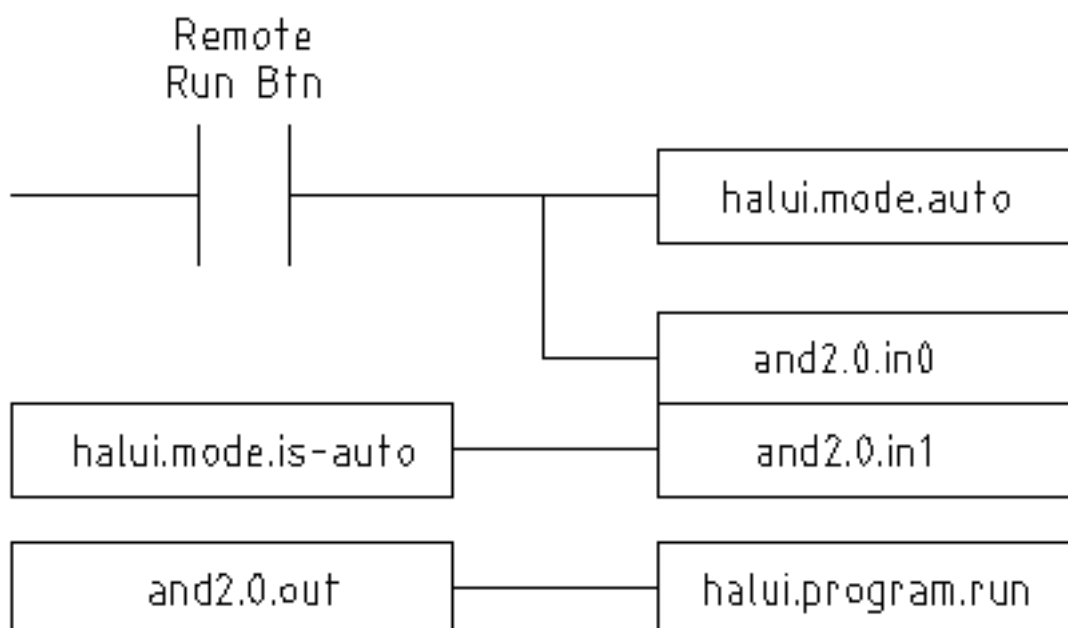 Remote
Run Btn
halui.mode.auto
and2.0.in0
halui.mode.is-auto
and2.0.in1
and2.0.out
halui.program.run